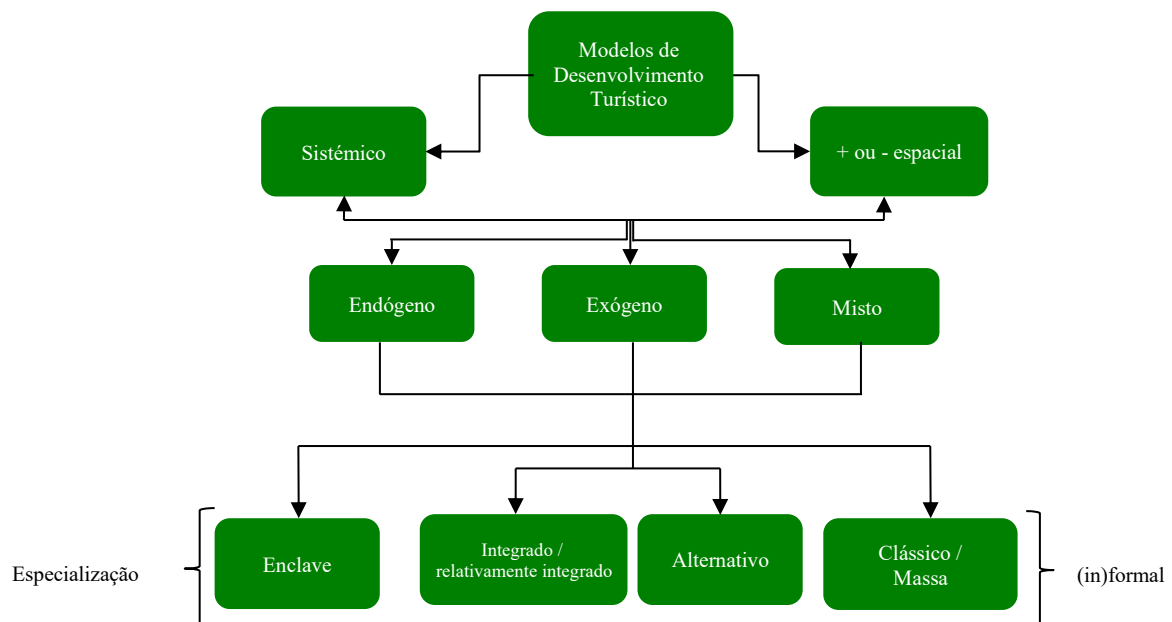 Modelos de
Desenvolvimento
Turístico
Sistémico
+ ou - espacial
Endógeno
Exógeno
Misto
Especialização
Enclave
Integrado /
relativamente integrado
Alternativo
Clássico /
Massa
(in)formal